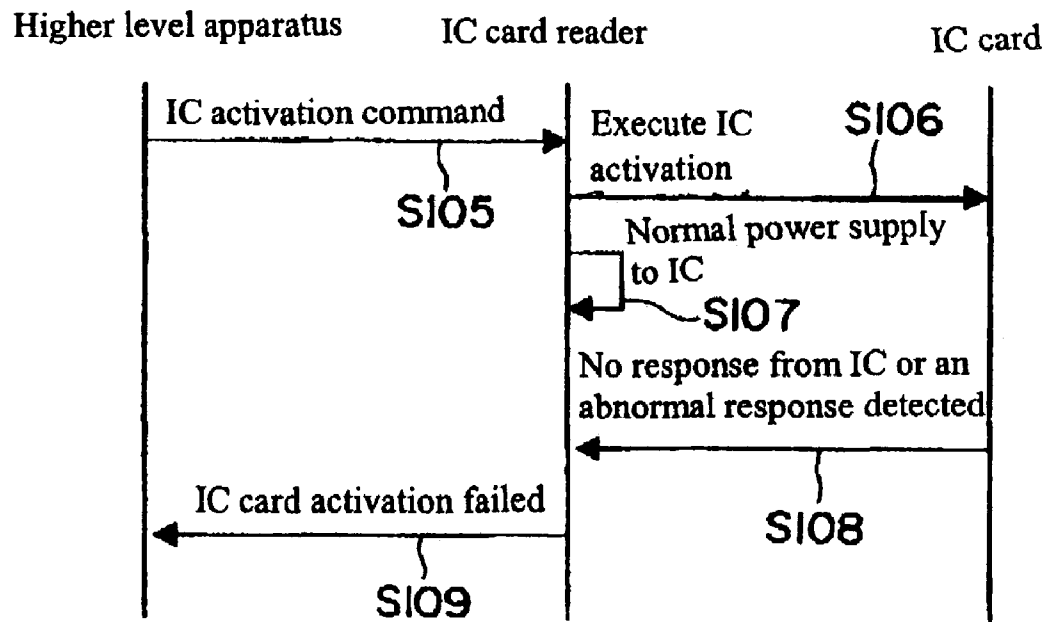 Higher level apparatus
IC card reader
IC card
IC activation command
S105
Execute IC
activation
S106
Normal power supply
to IC
S107
No response from IC or an
abnormal response detected
S108
IC card activation failed
S109